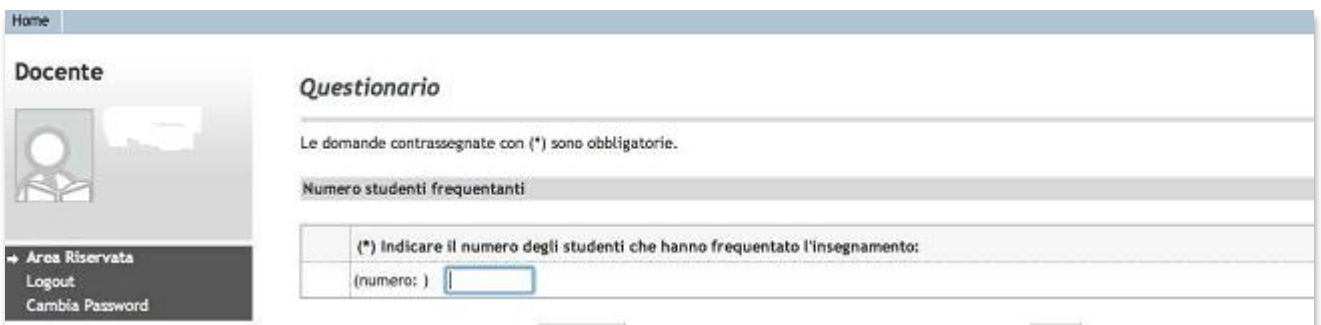 Home
Docente
Area Riservata
Logout
Cambia Password
Questionario
Le domande contrassegnate con (*) sono obbligatorie.
Numero studenti frequentanti
(*) Indicare il numero degli studenti che hanno frequentato l'insegnamento:
(numero: )